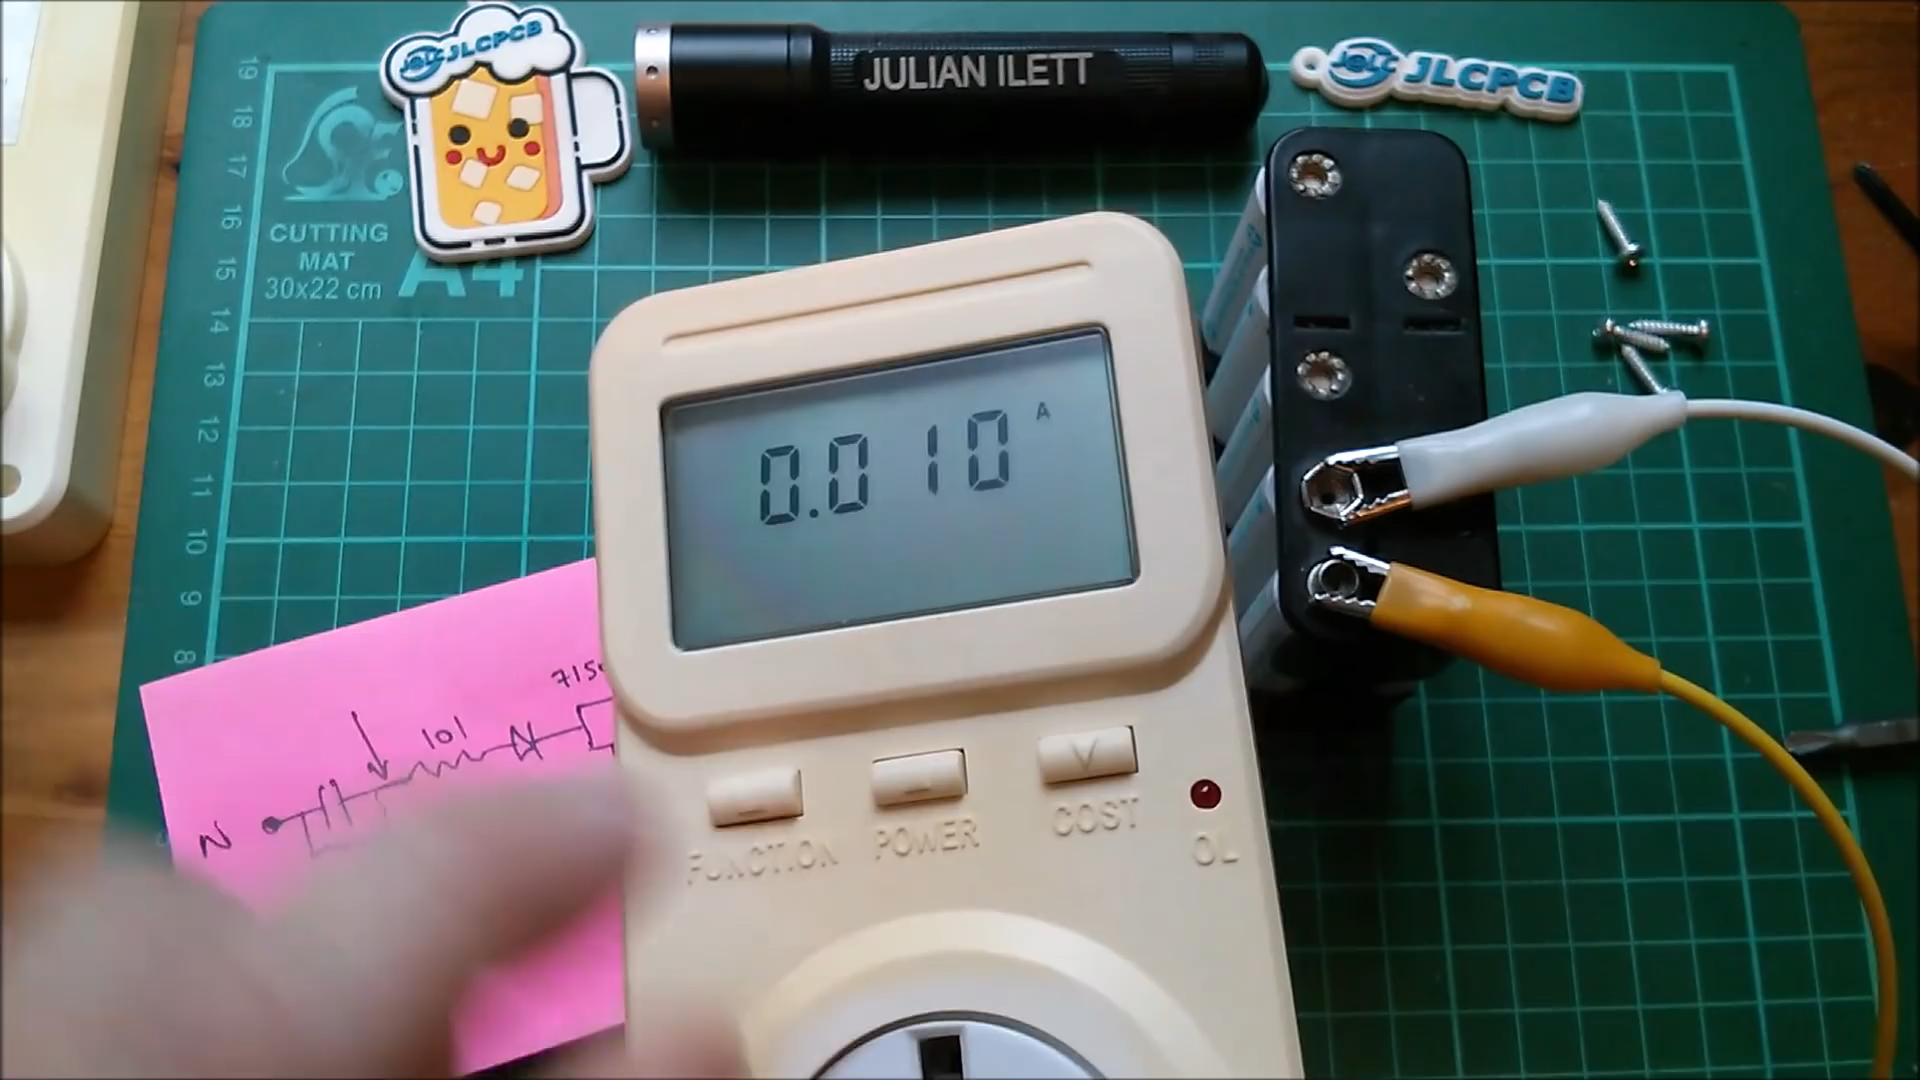 JLCPCB
JULIAN ILETT
JLCPCB
19
18
17
16
15
14
13
12
11
10
9
8
CUTTING
MAT
30x22 cm
A4
0.010 A
101
N
FUNCTION
POWER
COST
OL